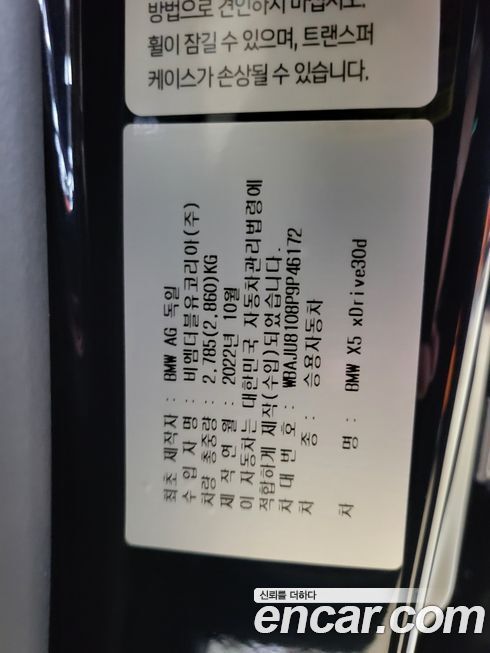 방법으로 견인하지 마십시오.
휠이 잠길 수 있으며, 트랜스퍼
케이스가 손상될 수 있습니다.
최초 제작자 : BMW AG 독일
수 입 자 명 : 비엠더블유코리아(주)
차량 총중량 : 2,785(2,860)KG
제 작 연 월 : 2022년 10월
이 자동차는 대한민국 자동차관리법령에
적합하게 제작(수입)되었습니다.
차 대 번 호 : WBAJU8108P9P46172
차 종 : 승용자동차
차 명 : BMW X5 xDrive30d
신뢰를 더하다
encar.com